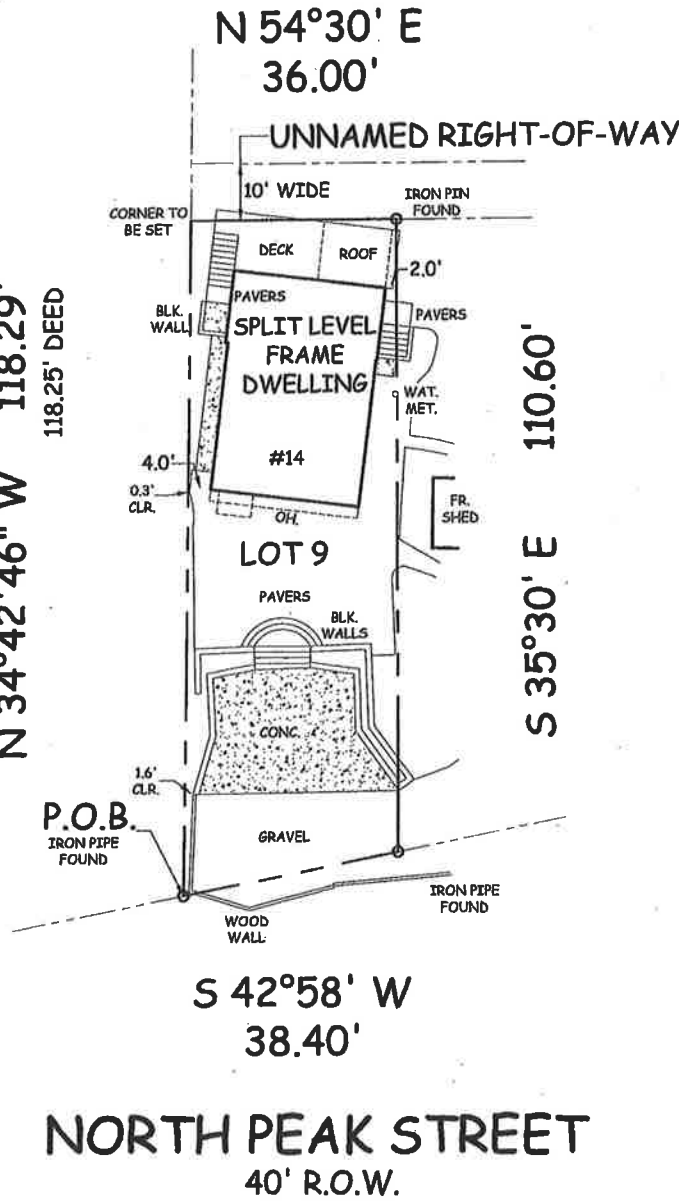 N 54°30' E
36.00'
UNNAMED RIGHT-OF-WAY
10' WIDE
IRON PIN
FOUND
CORNER TO
BE SET
DECK
ROOF
2.0'
PAVERS
PAVERS
BLK.
WALL
SPLIT LEVEL
FRAME
DWELLING
WAT.
MET.
#14
4.0'
0.3'
CLR.
FR.
SHED
OH.
LOT 9
PAVERS
BLK.
WALLS
CONC.
1.6'
CLR.
P.O.B.
IRON PIPE
FOUND
GRAVEL
IRON PIPE
FOUND
WOOD
WALL
N 34°42'46" W 118.29'
118.25' DEED
S 35°30' E 110.60'
S 42°58' W
38.40'
NORTH PEAK STREET
40' R.O.W.